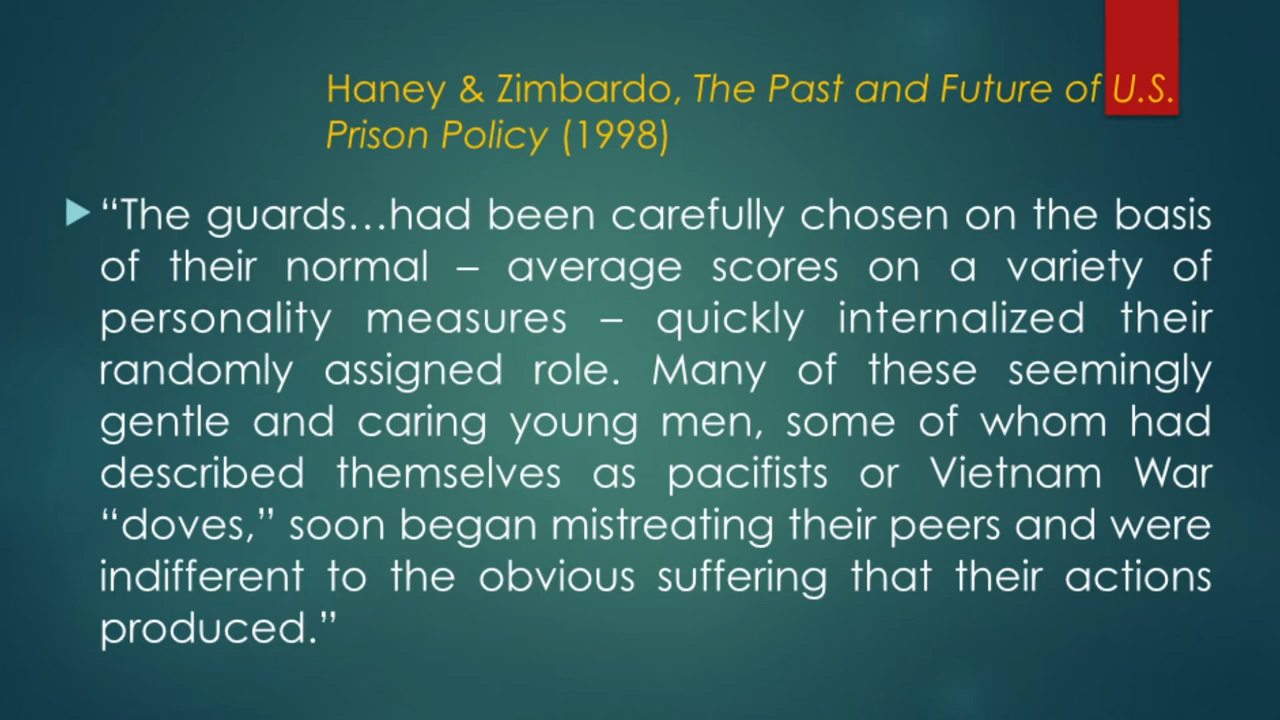 Haney & Zimbardo, The Past and Future of U.S.
Prison Policy (1998)
“The guards…had been carefully chosen on the basis
of their normal – average scores on a variety of
personality measures – quickly internalized their
randomly assigned role. Many of these seemingly
gentle and caring young men, some of whom had
described themselves as pacifists or Vietnam War
“doves,” soon began mistreating their peers and were
indifferent to the obvious suffering that their actions
produced.”